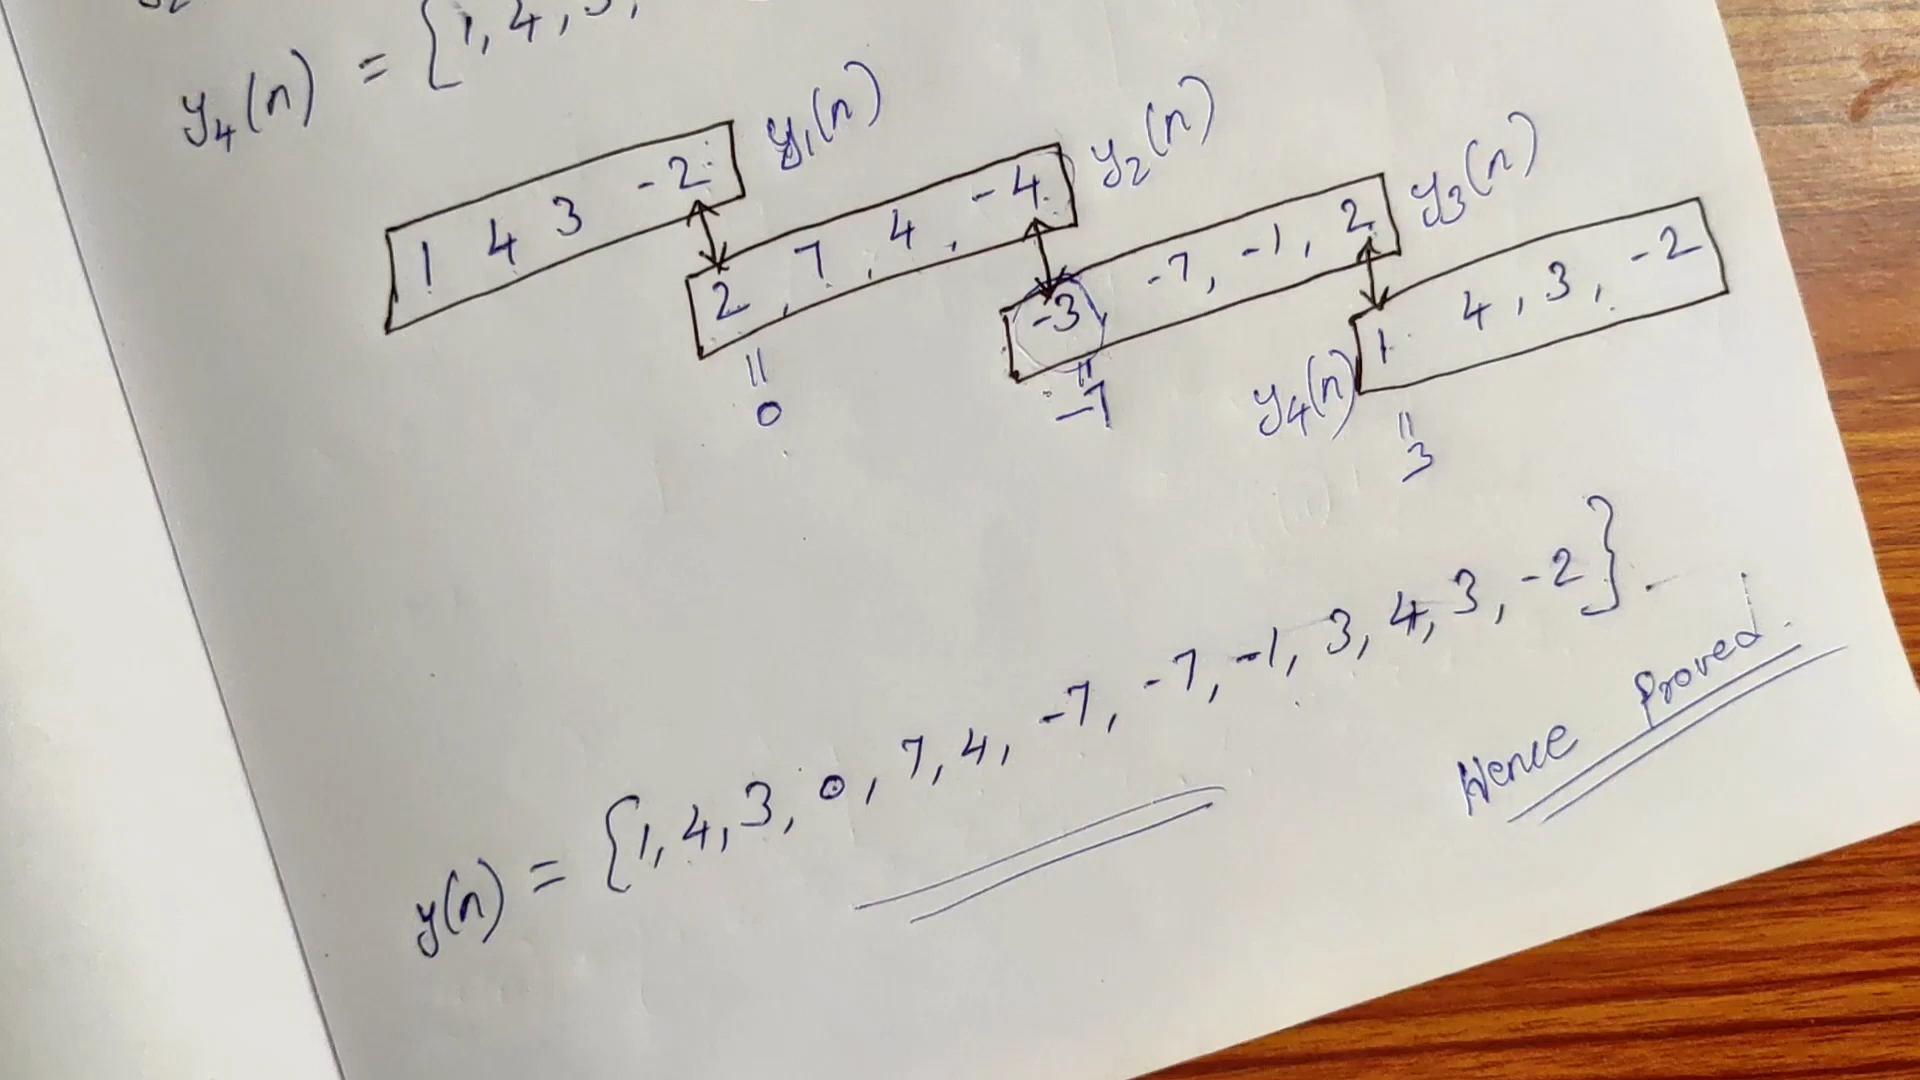 y₄(n) = {1, 4, 3,
1 4 3 -2 y₁(n)
2, 7, 4, -4 y₂(n)
-3, -7, -1, 2 y₃(n)
y₄(n) 1 4, 3, -2
=
0
=
-7
=
3
y(n) = {1, 4, 3, 0, 7, 4, -7, -7, -1, 3, 4, 3, -2}.
Hence proved.